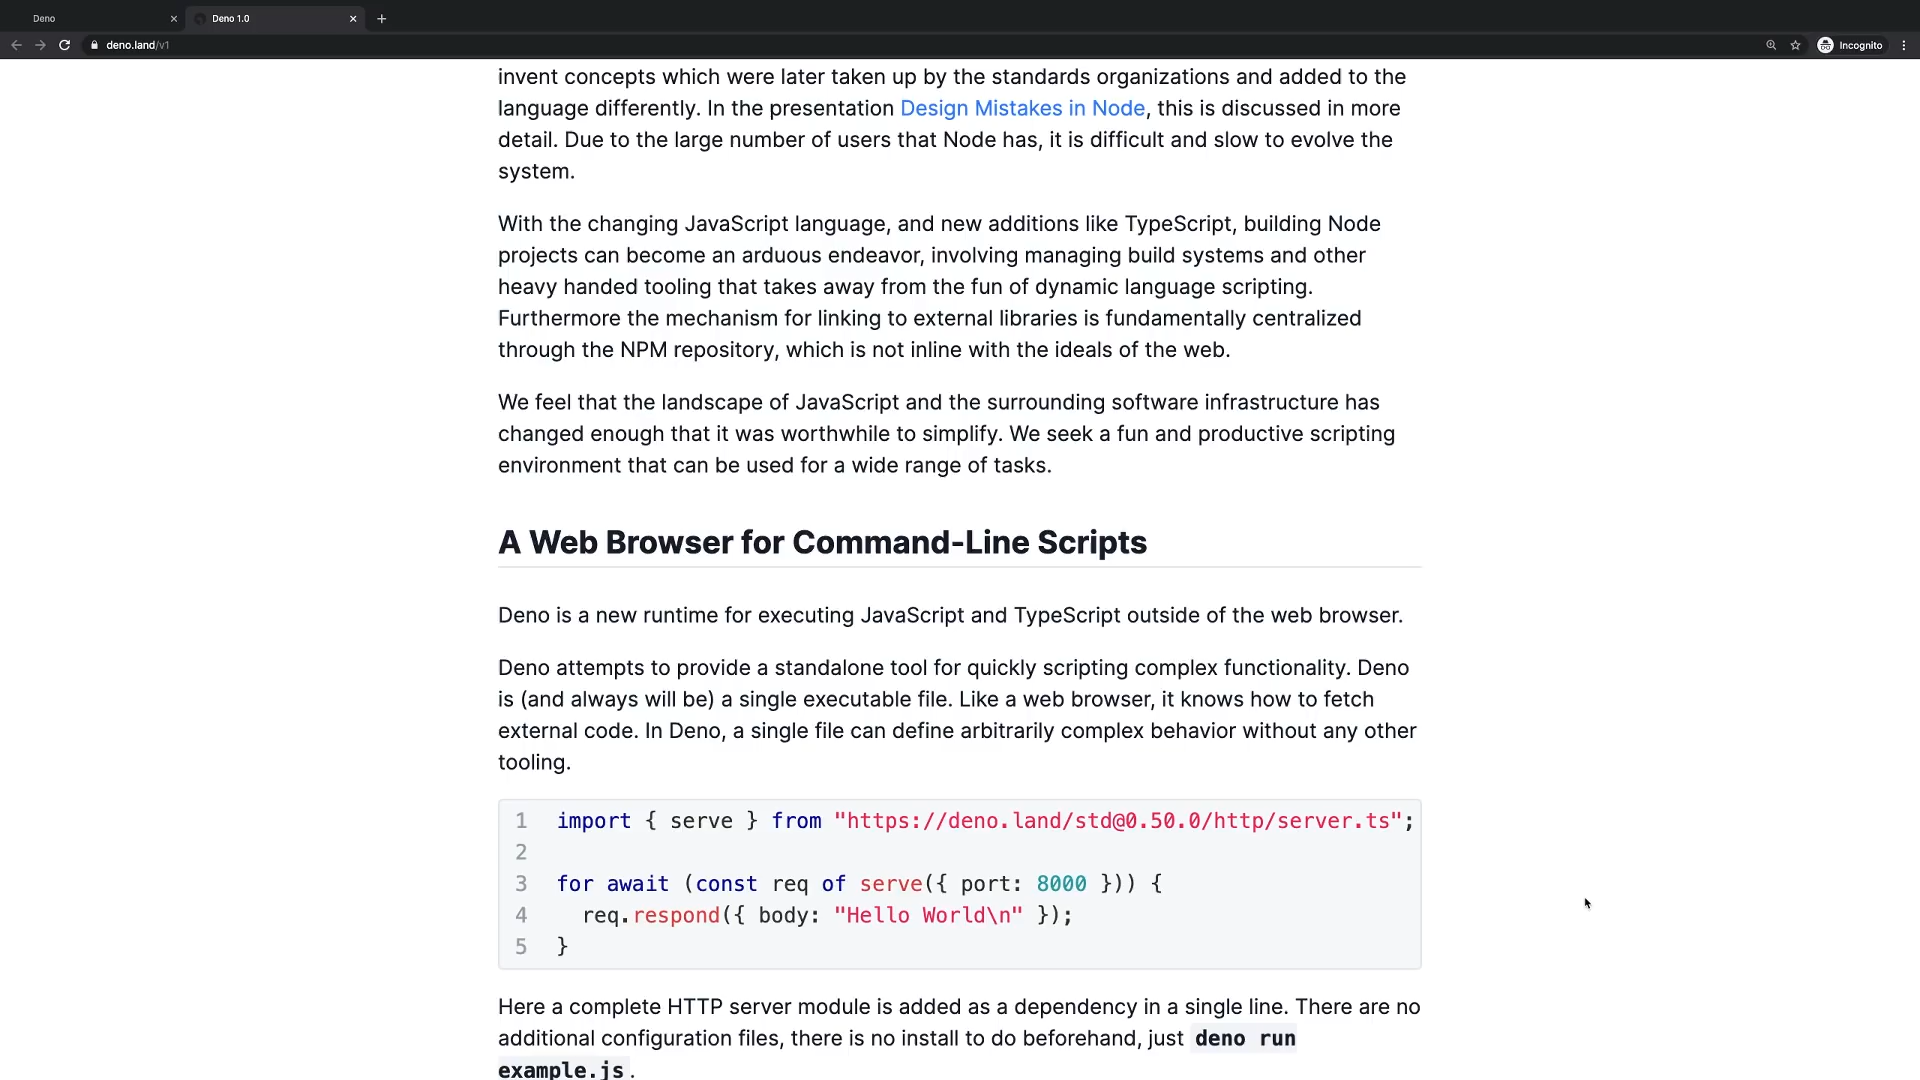 Deno
Deno 1.0
deno.land/v1
Incognito
invent concepts which were later taken up by the standards organizations and added to the
language differently. In the presentation Design Mistakes in Node, this is discussed in more
detail. Due to the large number of users that Node has, it is difficult and slow to evolve the
system.
With the changing JavaScript language, and new additions like TypeScript, building Node
projects can become an arduous endeavor, involving managing build systems and other
heavy handed tooling that takes away from the fun of dynamic language scripting.
Furthermore the mechanism for linking to external libraries is fundamentally centralized
through the NPM repository, which is not inline with the ideals of the web.
We feel that the landscape of JavaScript and the surrounding software infrastructure has
changed enough that it was worthwhile to simplify. We seek a fun and productive scripting
environment that can be used for a wide range of tasks.
A Web Browser for Command-Line Scripts
Deno is a new runtime for executing JavaScript and TypeScript outside of the web browser.
Deno attempts to provide a standalone tool for quickly scripting complex functionality. Deno
is (and always will be) a single executable file. Like a web browser, it knows how to fetch
external code. In Deno, a single file can define arbitrarily complex behavior without any other
tooling.
1 import { serve } from "https://deno.land/std@0.50.0/http/server.ts";
2
3 for await (const req of serve({ port: 8000 })) {
4 req.respond({ body: "Hello World\n" });
5 }
Here a complete HTTP server module is added as a dependency in a single line. There are no
additional configuration files, there is no install to do beforehand, just deno run
example.js.